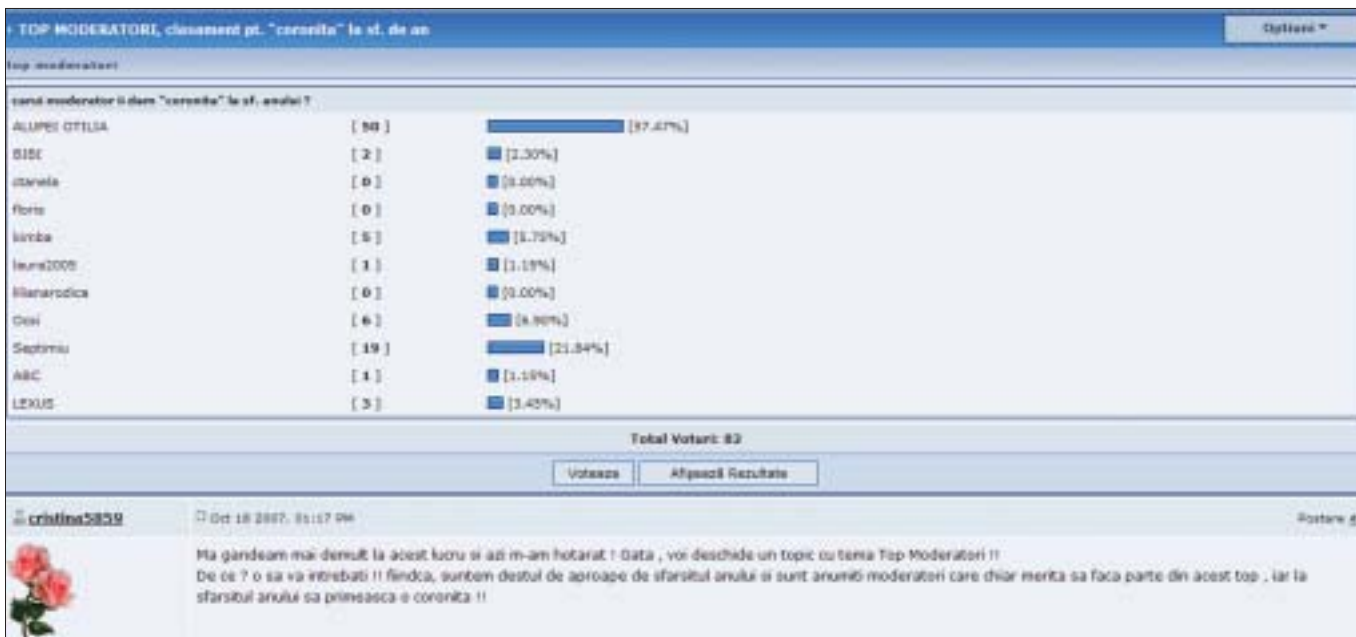 TOP MODERATORI, clasament pt. "coronita" la sf. de an
Optiuni
top moderatori
carui moderator ii dam "coronita" la sf. anului ?
ALUPEI OTILIA [ 50 ] [57.47%]
BIBI [ 2 ] [2.30%]
[ 0 ] [0.00%]
[ 0 ] [0.00%]
[ 5 ] [5.75%]
laura2005 [ 1 ] [1.15%]
lilianarodica [ 0 ] [0.00%]
[ 6 ] [6.90%]
Septimiu [ 19 ] [21.84%]
ABC [ 1 ] [1.15%]
LEXUS [ 3 ] [3.45%]
Total Voturi:
Voteaza Afişează Rezultate
cristina5859 Oct 18 2007, 01:17 PM Postare
Ma gandeam mai demult la acest lucru si azi m-am hotarat ! Gata , voi deschide un topic cu tema Top Moderatori !!
De ce ? o sa va intrebati !! fiindca, suntem destul de aproape de sfarsitul anului si sunt anumiti moderatori care chiar merita sa faca parte din acest top , iar la
sfarsitul anului sa primeasca o coronita !!